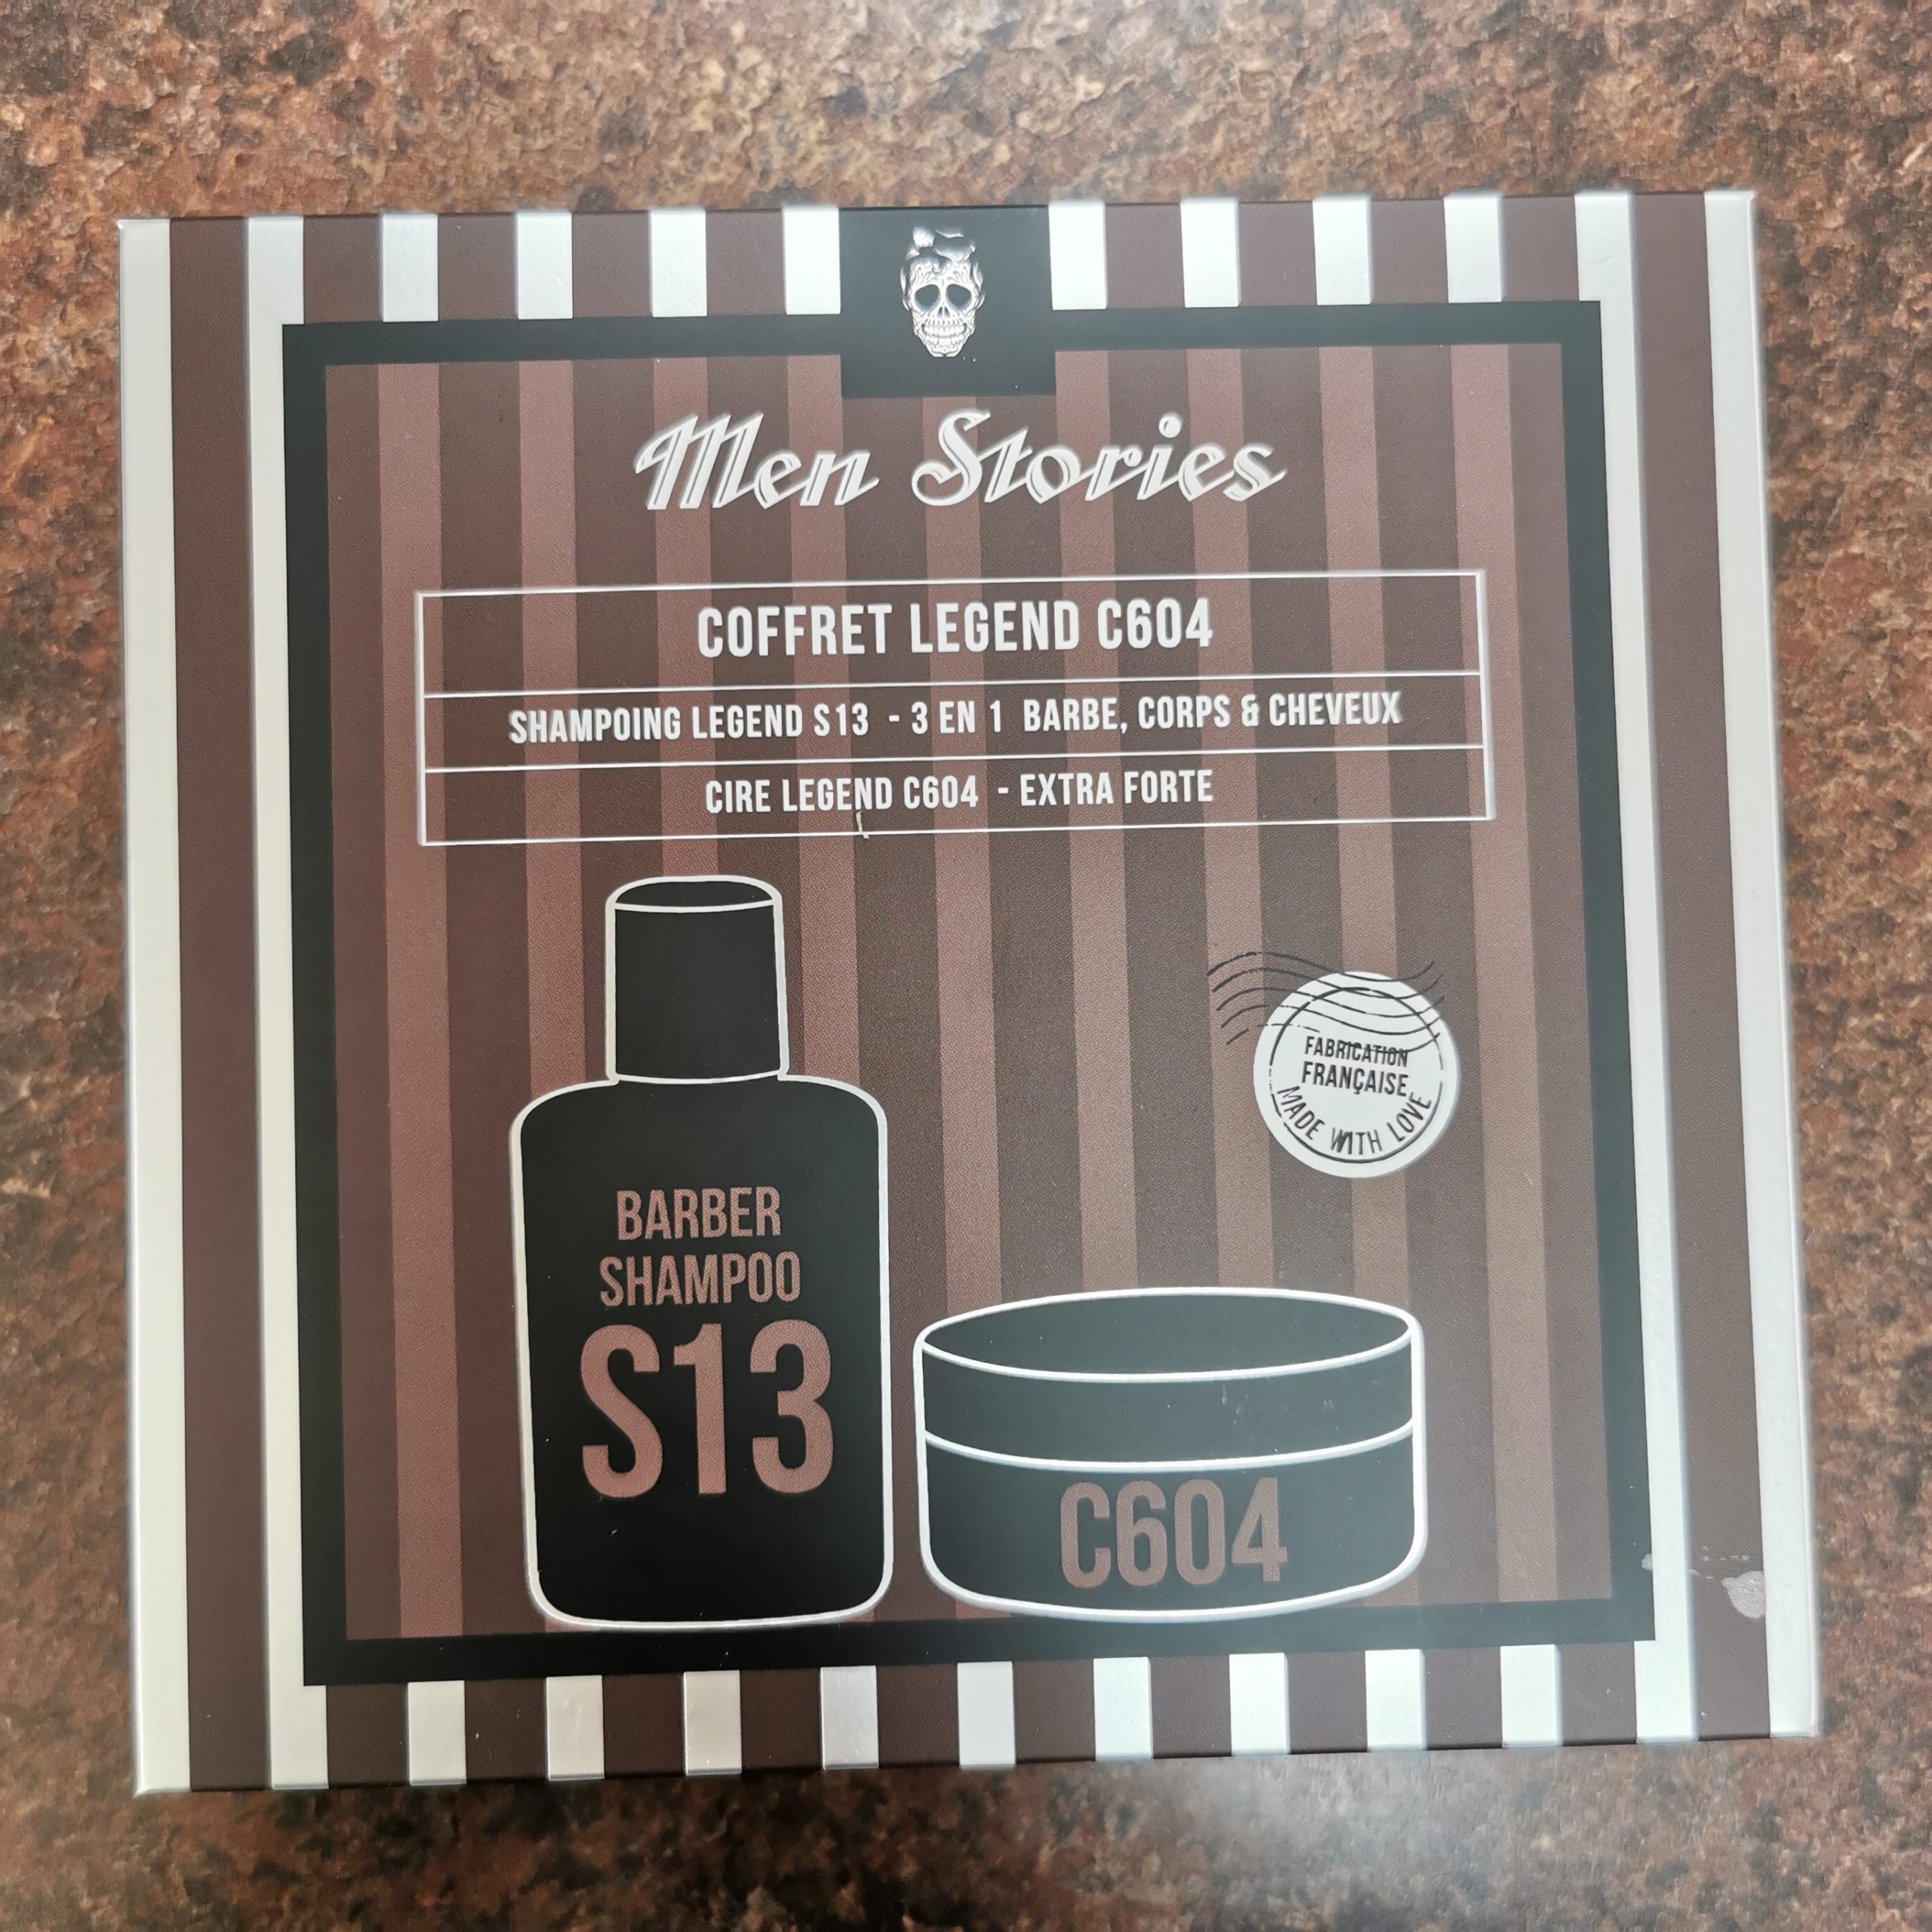 Men Stories
COFFRET LEGEND C604
SHAMPOING LEGEND S13 - 3 EN 1 BARBE, CORPS & CHEVEUX
CIRE LEGEND C604 - EXTRA FORTE
FABRICATION
FRANÇAISE
MADE WITH LOVE
BARBER
SHAMPOO
S13
C604